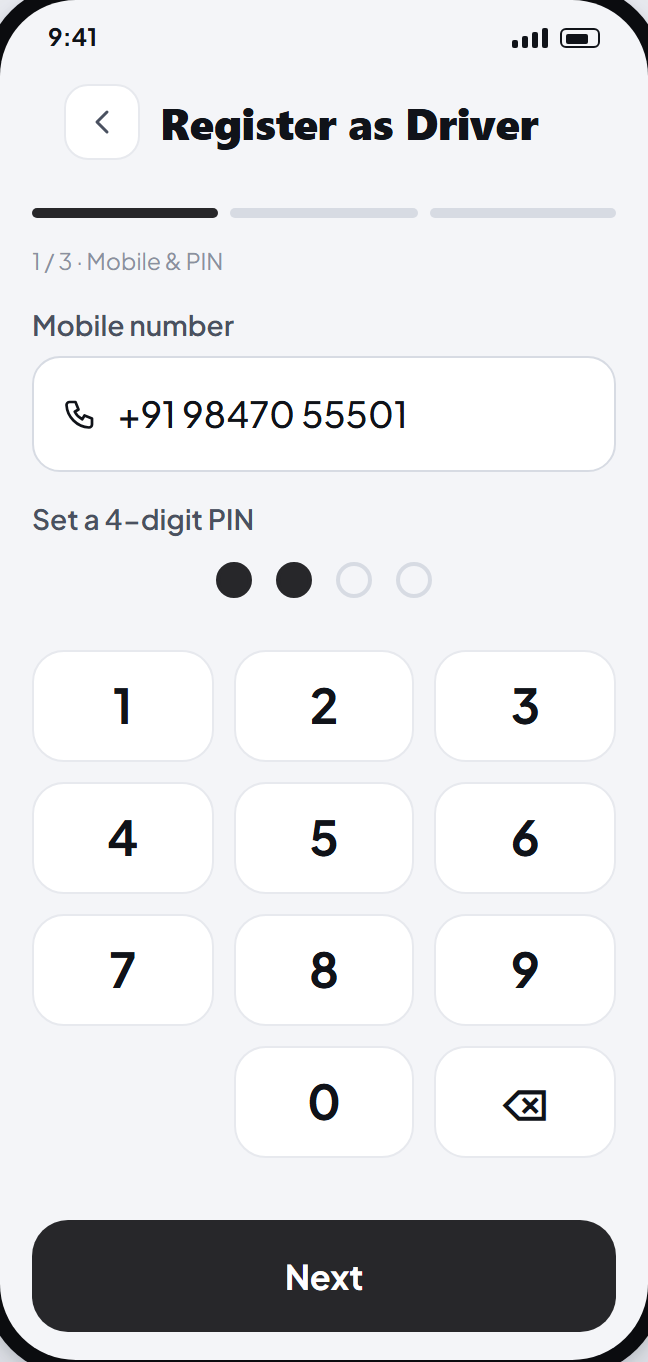 9:41
Register as Driver
1 / 3 · Mobile & PIN
Mobile number
+91 98470 55501
Set a 4-digit PIN
1 2 3
4 5 6
7 8 9
0
Next